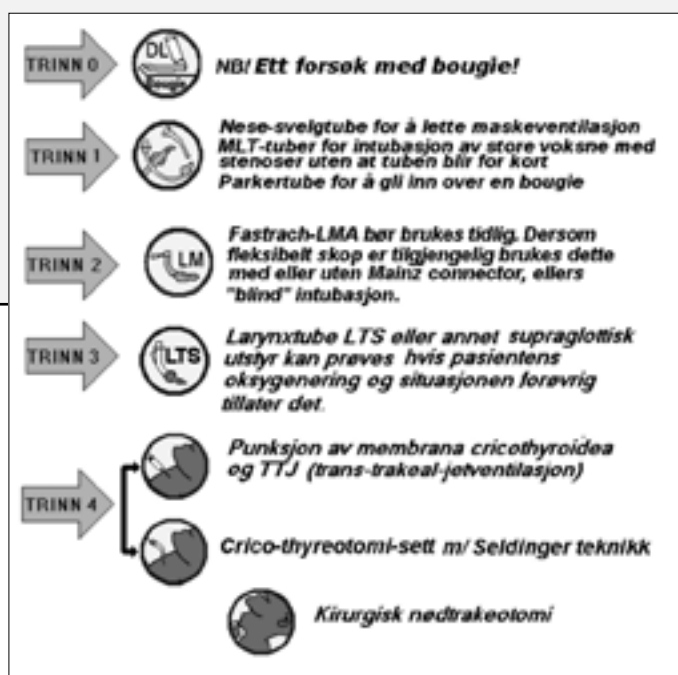 TRINN 0
DL
NB! Ett forsøk med bougie!
TRINN 1
Nese-svelgtube for å lette maskeventilasjon
MLT-tuber for intubasjon av store voksne med
stenoser uten at tuben blir for kort
Parkertube for å gli inn over en bougie
TRINN 2
LM
Fastrach-LMA bør brukes tidlig. Dersom
fleksibelt skop er tilgjengelig brukes dette
med eller uten Mainz connector, ellers
"blind" intubasjon.
TRINN 3
LTS
Larynxtube LTS eller annet supraglottisk
utstyr kan prøves hvis pasientens
oksygenering og situasjonen forøvrig
tillater det.
TRINN 4
Punksjon av membrana cricothyroidea
og TTJ (trans-trakeal-jetventilasjon)
Crico-thyreotomi-sett m/ Seldinger teknikk
Kirurgisk nødtrakeotomi